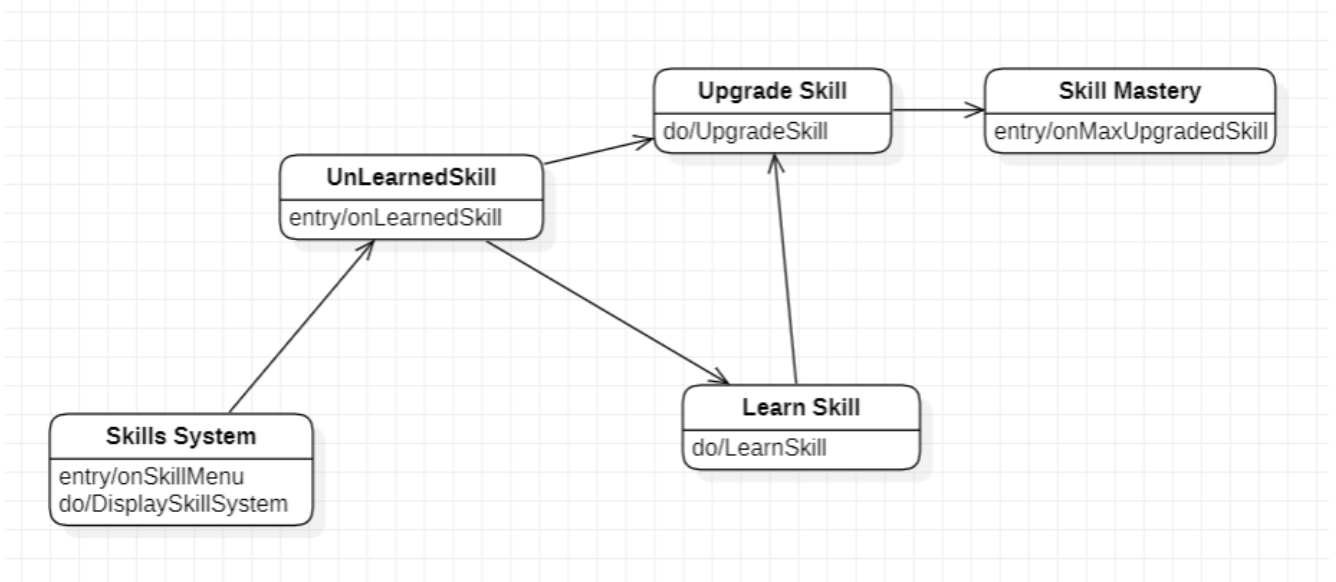 Upgrade Skill
do/UpgradeSkill
Skill Mastery
entry/onMaxUpgradedSkill
UnLearnedSkill
entry/onLearnedSkill
Learn Skill
do/LearnSkill
Skills System
entry/onSkillMenu
do/DisplaySkillSystem